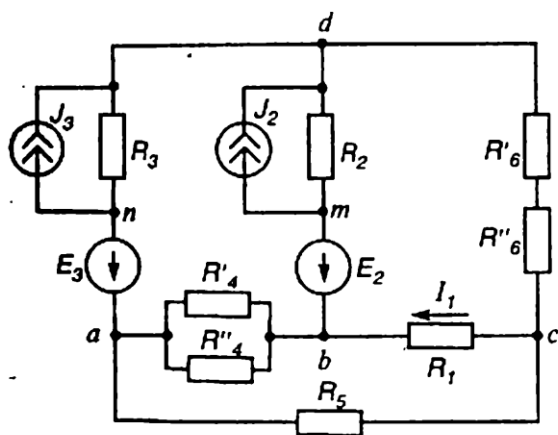 d
J₃
R₃
J₂
R₂
R'₆
n
m
R"₆
E₃
R'₄
E₂
I₁
a
R"₄
b
R₁
c
R₅